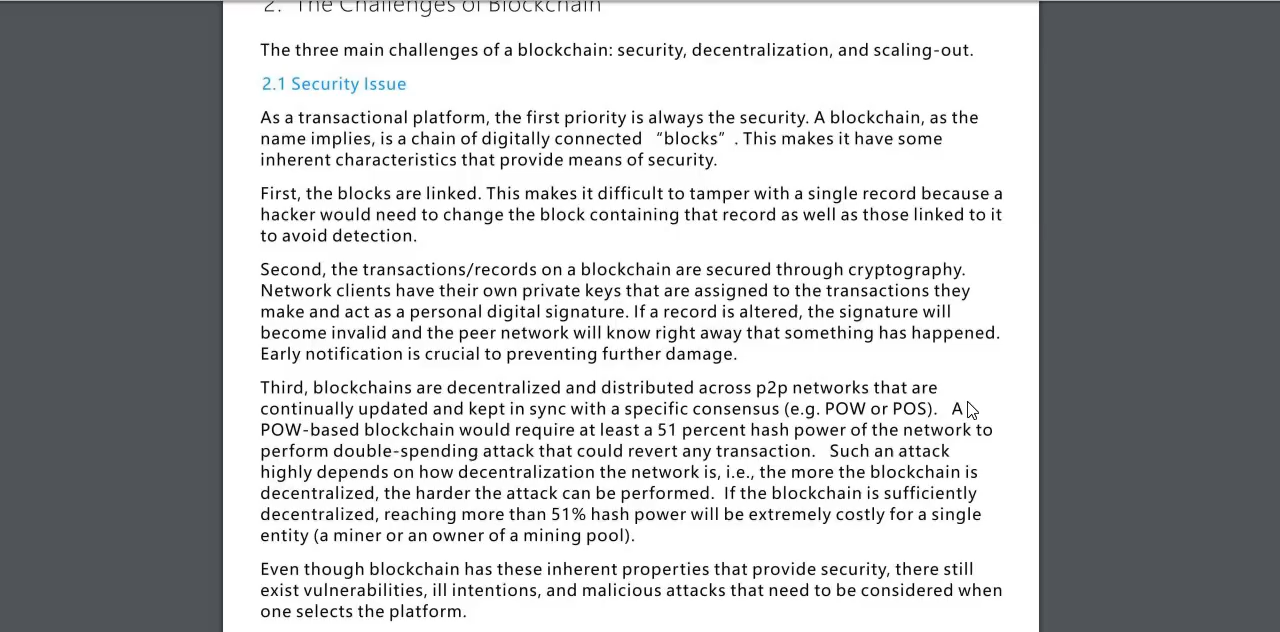 2. The Challenges of Blockchain
The three main challenges of a blockchain: security, decentralization, and scaling-out.
2.1 Security Issue
As a transactional platform, the first priority is always the security. A blockchain, as the
name implies, is a chain of digitally connected “blocks”. This makes it have some
inherent characteristics that provide means of security.
First, the blocks are linked. This makes it difficult to tamper with a single record because a
hacker would need to change the block containing that record as well as those linked to it
to avoid detection.
Second, the transactions/records on a blockchain are secured through cryptography.
Network clients have their own private keys that are assigned to the transactions they
make and act as a personal digital signature. If a record is altered, the signature will
become invalid and the peer network will know right away that something has happened.
Early notification is crucial to preventing further damage.
Third, blockchains are decentralized and distributed across p2p networks that are
continually updated and kept in sync with a specific consensus (e.g. POW or POS). A
POW-based blockchain would require at least a 51 percent hash power of the network to
perform double-spending attack that could revert any transaction. Such an attack
highly depends on how decentralization the network is, i.e., the more the blockchain is
decentralized, the harder the attack can be performed. If the blockchain is sufficiently
decentralized, reaching more than 51% hash power will be extremely costly for a single
entity (a miner or an owner of a mining pool).
Even though blockchain has these inherent properties that provide security, there still
exist vulnerabilities, ill intentions, and malicious attacks that need to be considered when
one selects the platform.